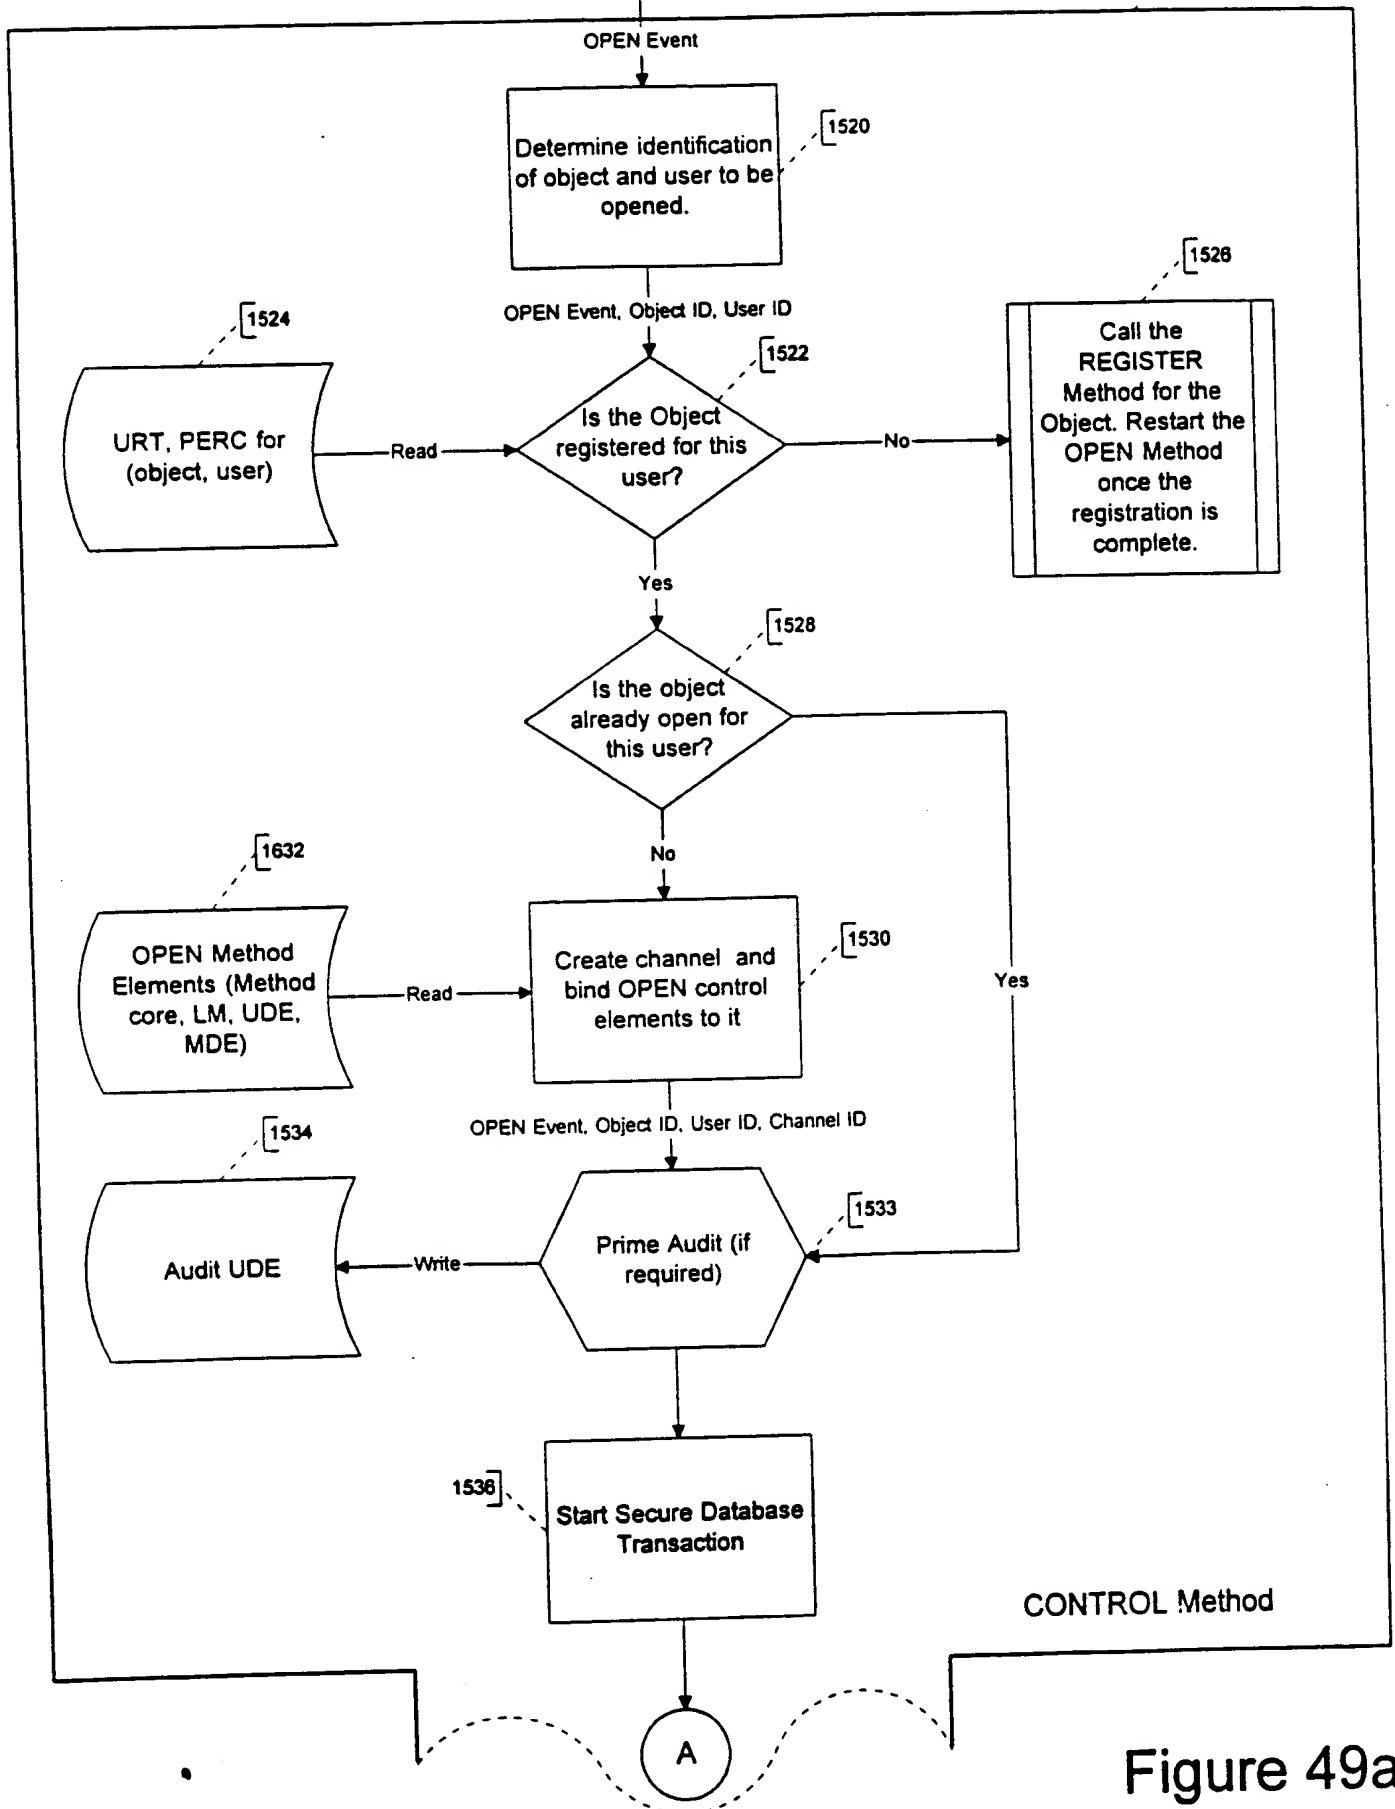 OPEN Event
1520
Determine identification
of object and user to be
opened.
1526
OPEN Event, Object ID, User ID
1524
1522
Call the
REGISTER
Method for the
Object. Restart the
OPEN Method
once the
registration is
complete.
Is the Object
registered for this
user?
URT, PERC for
(object, user)
Read
No
Yes
1528
Is the object
already open for
this user?
No
1632
OPEN Method
Elements (Method
core, LM, UDE,
MDE)
Read
Create channel and
bind OPEN control
elements to it
1530
Yes
OPEN Event, Object ID, User ID, Channel ID
1534
1533
Audit UDE
Write
Prime Audit (if
required)
1536
Start Secure Database
Transaction
CONTROL Method
A
Figure 49a